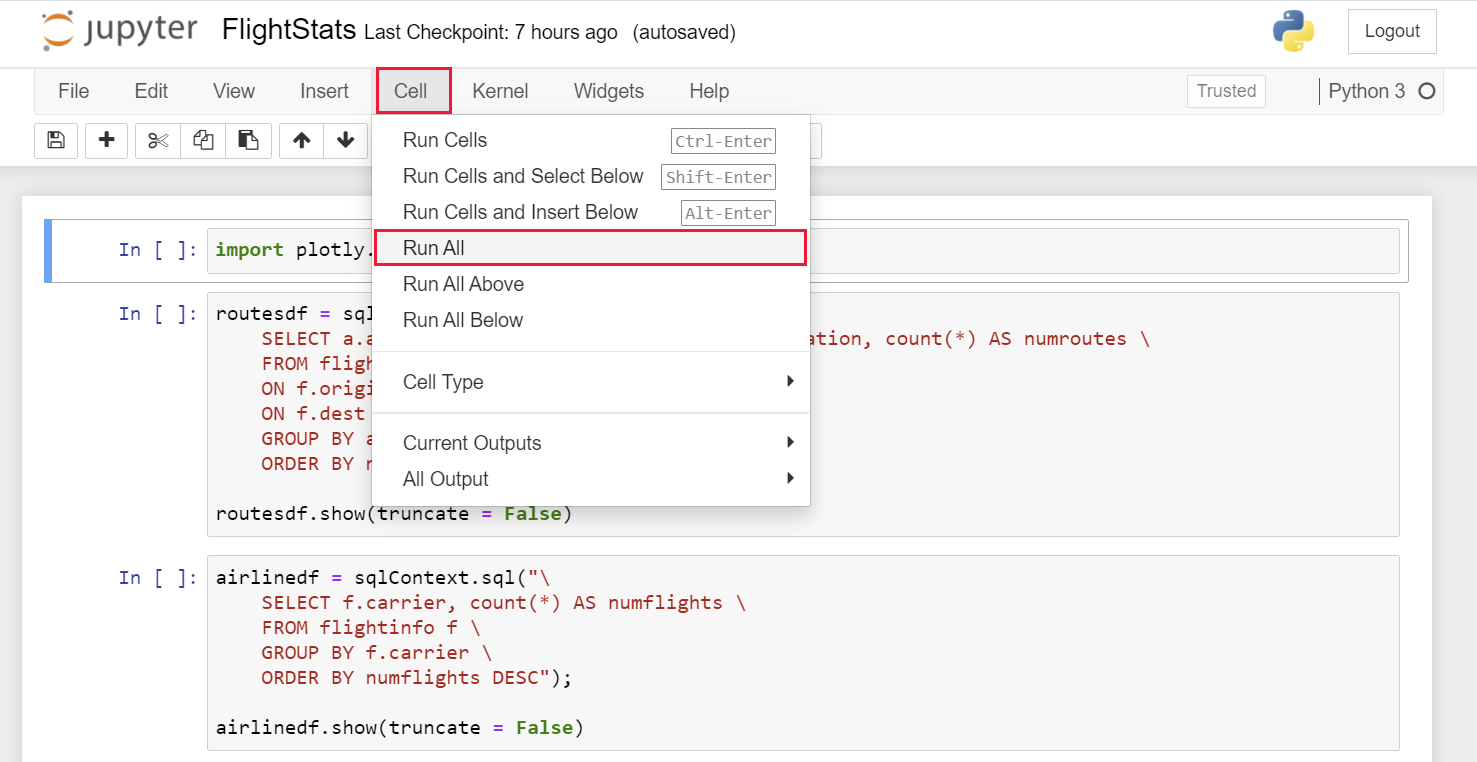 jupyter FlightStats Last Checkpoint: 7 hours ago (autosaved) Logout
File Edit View Insert Cell Kernel Widgets Help Trusted Python 3
Run Cells Ctrl-Enter
Run Cells and Select Below Shift-Enter
Run Cells and Insert Below Alt-Enter
Run All
Run All Above
Run All Below
Cell Type
Current Outputs
All Output
In [ ]: import plotly.
In [ ]: routesdf = sql
SELECT a. count(*) AS numroutes \
FROM
ON
ON f.dest
GROUP BY
ORDER BY
routesdf.show(truncate = False)
In [ ]: airlinedf = sqlContext.sql("\
SELECT f.carrier, count(*) AS numflights \
FROM flightinfo f \
GROUP BY f.carrier \
ORDER BY numflights DESC");
airlinedf.show(truncate = False)